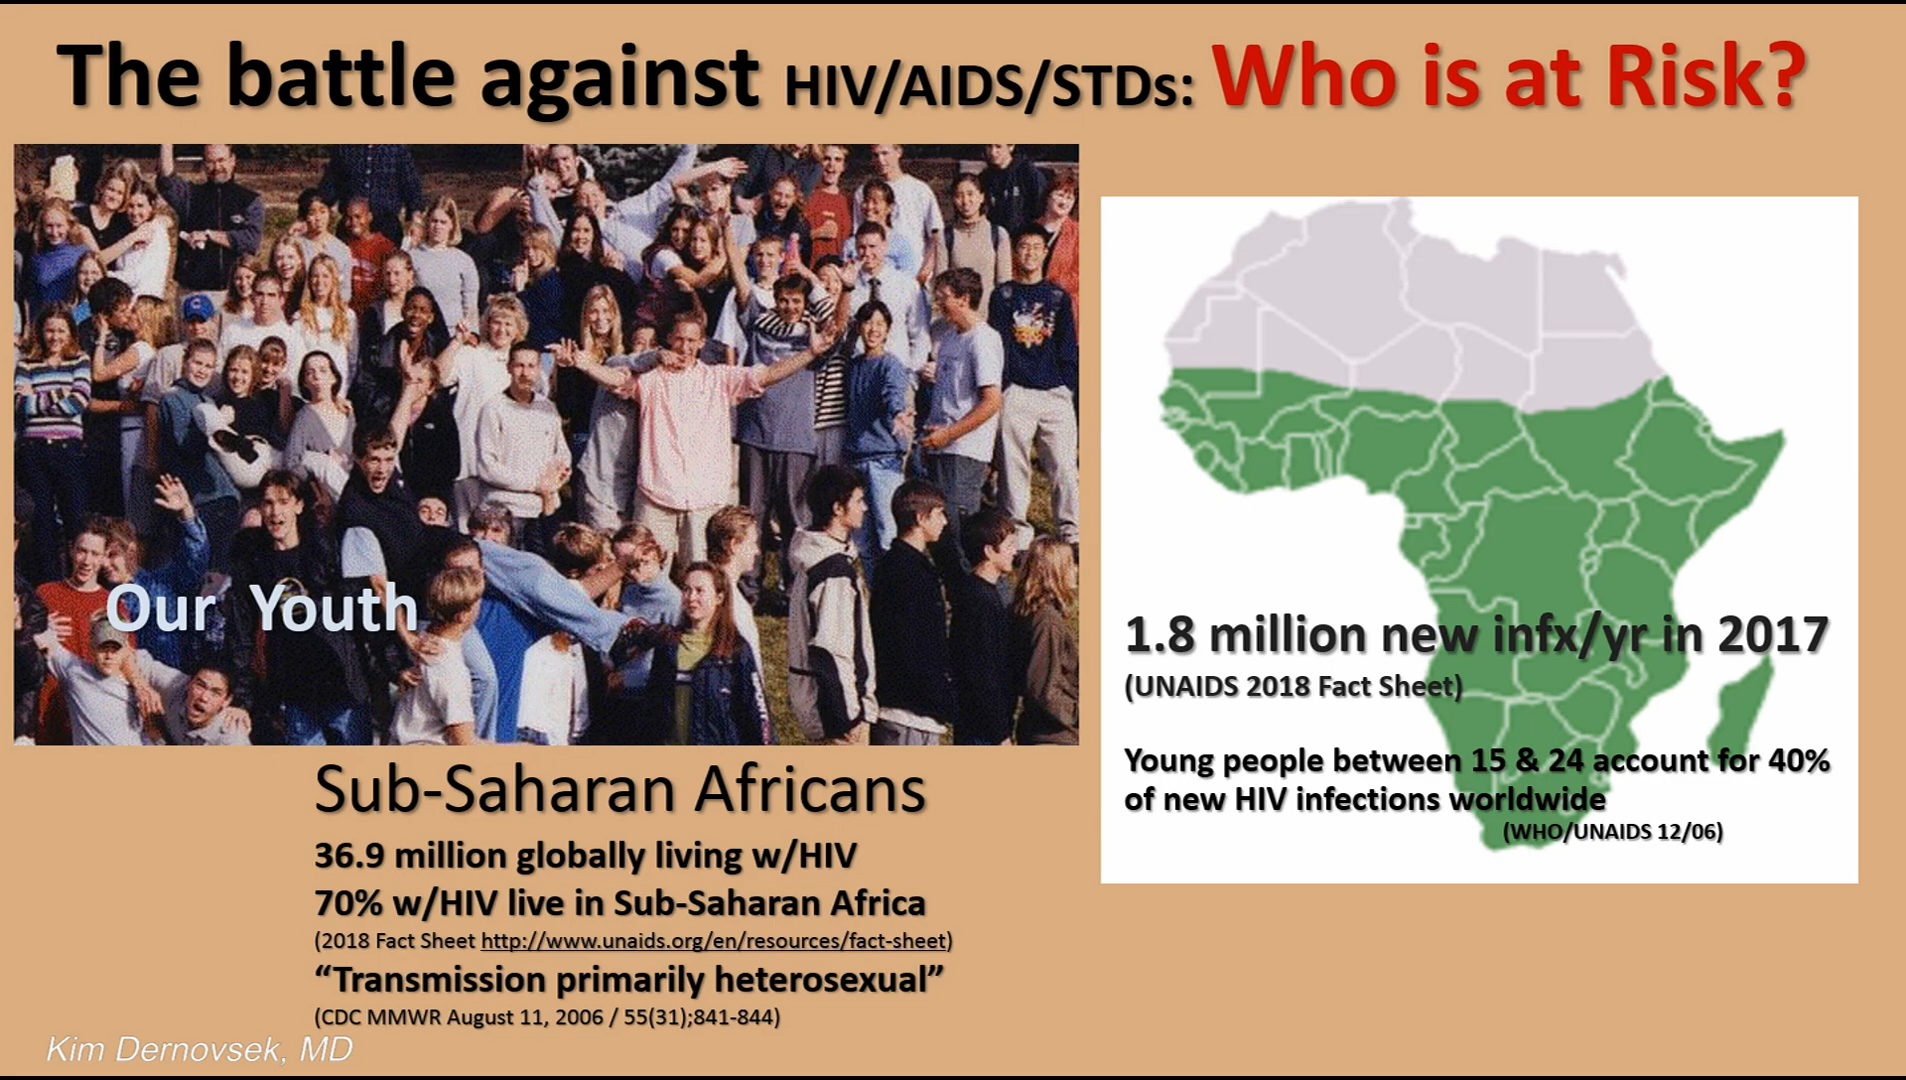 The battle against HIV/AIDS/STDs: Who is at Risk?
Our Youth
1.8 million new infx/yr in 2017
(UNAIDS 2018 Fact Sheet)
Young people between 15 & 24 account for 40%
of new HIV infections worldwide
(WHO/UNAIDS 12/06)
Sub-Saharan Africans
36.9 million globally living w/HIV
70% w/HIV live in Sub-Saharan Africa
(2018 Fact Sheet http://www.unaids.org/en/resources/fact-sheet)
“Transmission primarily heterosexual”
(CDC MMWR August 11, 2006 / 55(31);841-844)
Kim Dernovsek, MD